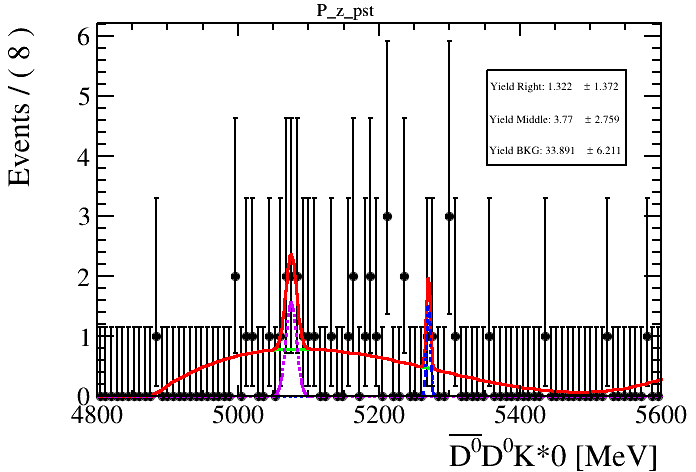 P_z_pst
Events / ( 8 )
6
5
4
3
2
1
0
Yield Right: 1.322 ± 1.372
Yield Middle: 3.77 ± 2.759
Yield BKG: 33.891 ± 6.211
4800 5000 5200 5400 5600
D⁰D⁰K*0 [MeV]